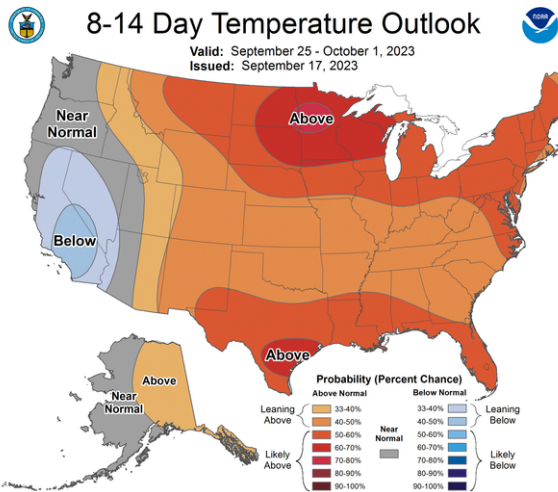 8-14 Day Temperature Outlook
Valid: September 25 - October 1, 2023
Issued: September 17, 2023
NOAA
Near
Normal
Above
Below
Above
Above
Near
Normal
Probability (Percent Chance)
Above Normal
Below Normal
Leaning
Above
33-40%
40-50%
Likely
Above
50-60%
60-70%
70-80%
80-90%
90-100%
Near
Normal
33-40%
40-50%
Leaning
Below
50-60%
60-70%
70-80%
80-90%
90-100%
Likely
Below